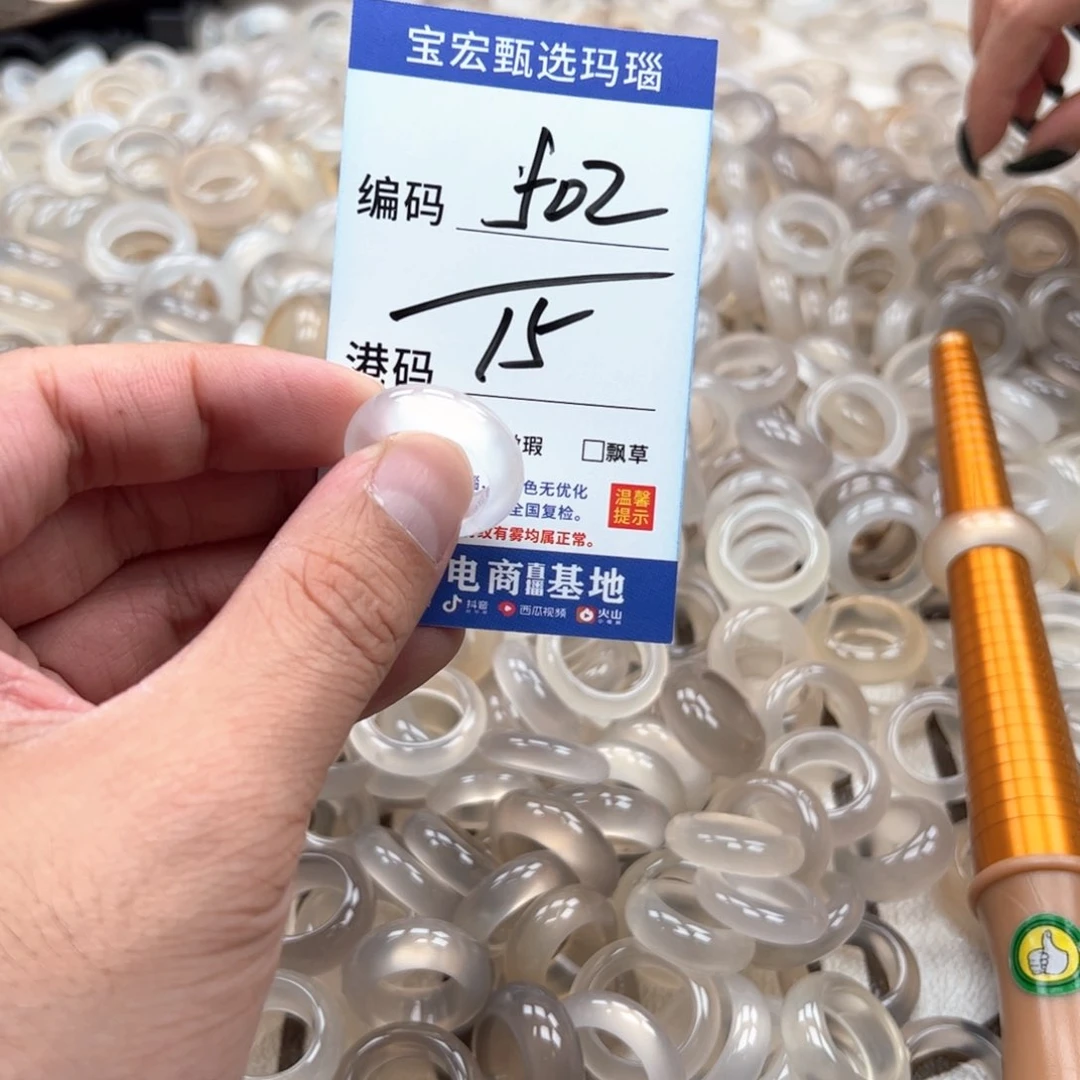 宝宏甄选玛瑙
编码 502
港码 15
瑕 □飘草
色无优化
全国复检。
温馨
提示
纹有雾均属正常。
电商直播基地
抖音 西瓜视频 火山